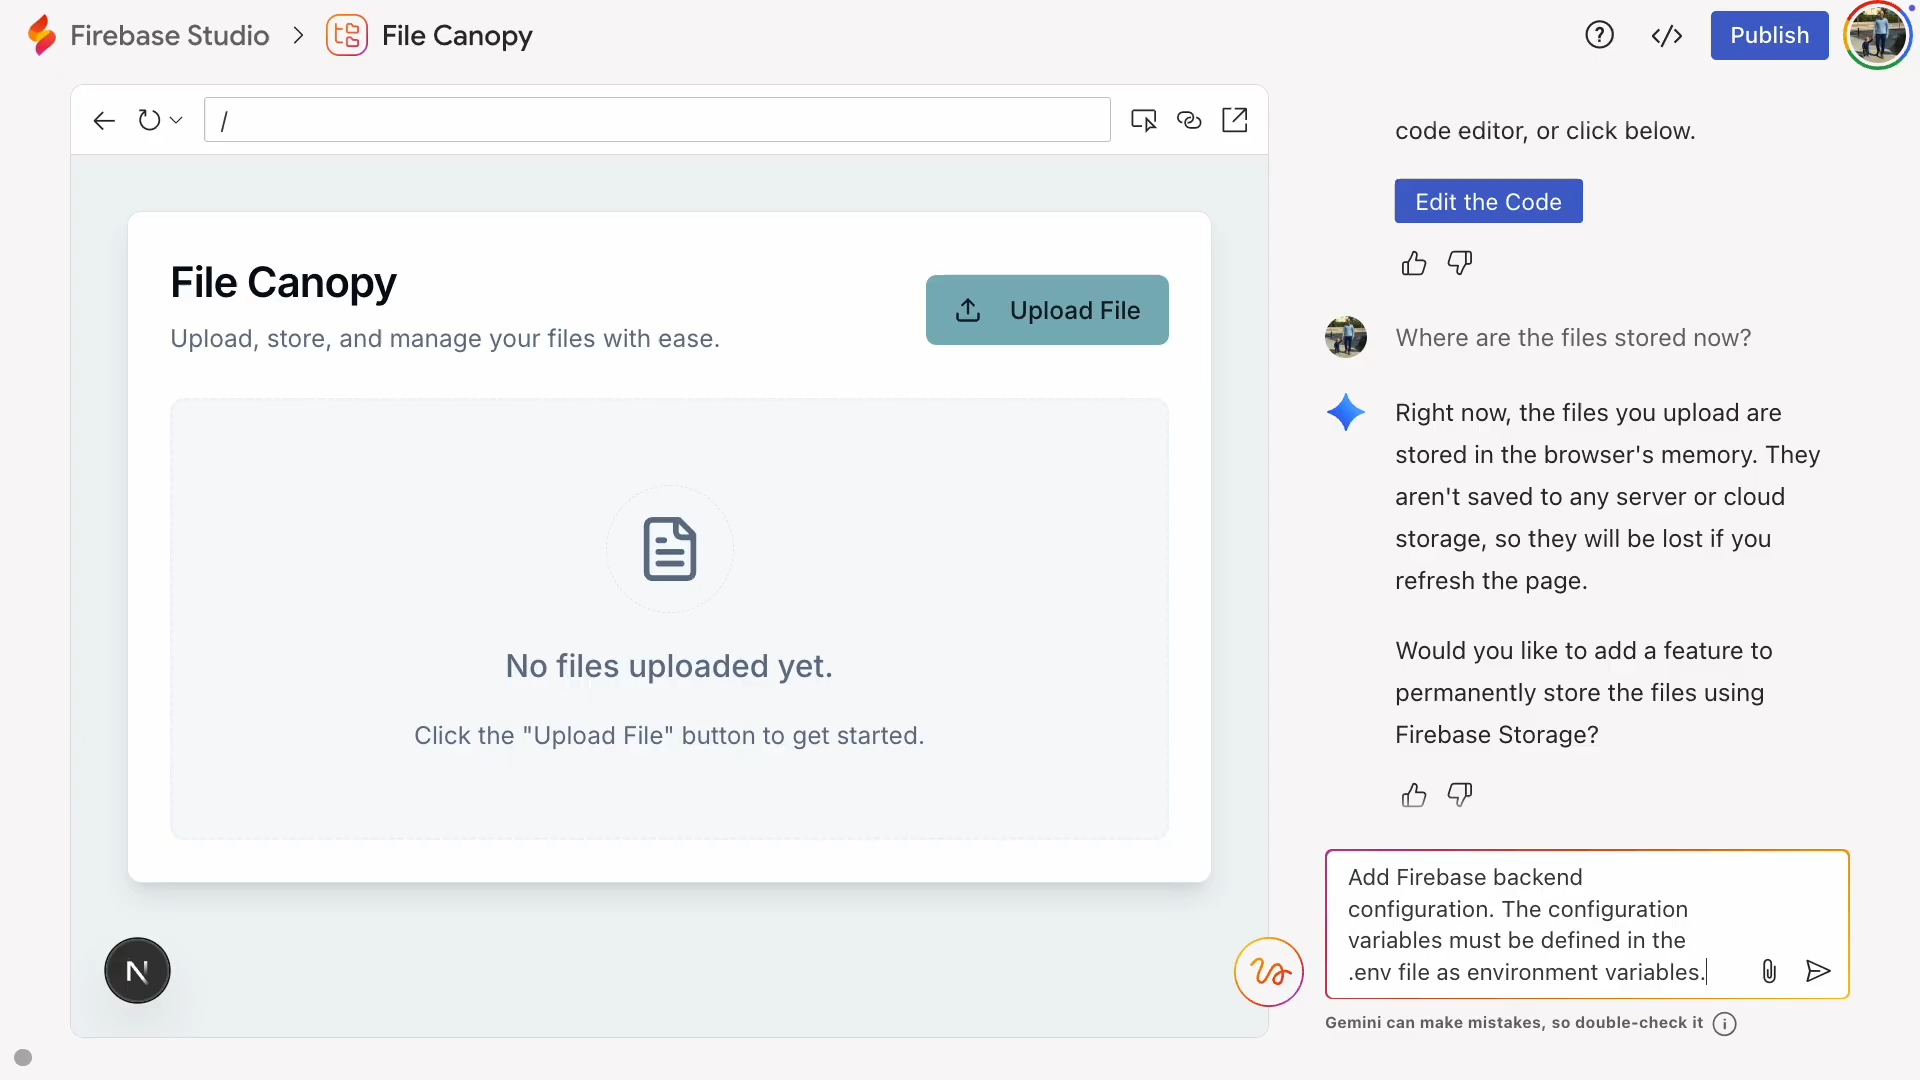 Firebase Studio > File Canopy
</> Publish
/
File Canopy
Upload, store, and manage your files with ease.
Upload File
No files uploaded yet.
Click the "Upload File" button to get started.
N
code editor, or click below.
Edit the Code
Where are the files stored now?
Right now, the files you upload are
stored in the browser's memory. They
aren't saved to any server or cloud
storage, so they will be lost if you
refresh the page.
Would you like to add a feature to
permanently store the files using
Firebase Storage?
Add Firebase backend
configuration. The configuration
variables must be defined in the
.env file as environment variables.
Gemini can make mistakes, so double-check it